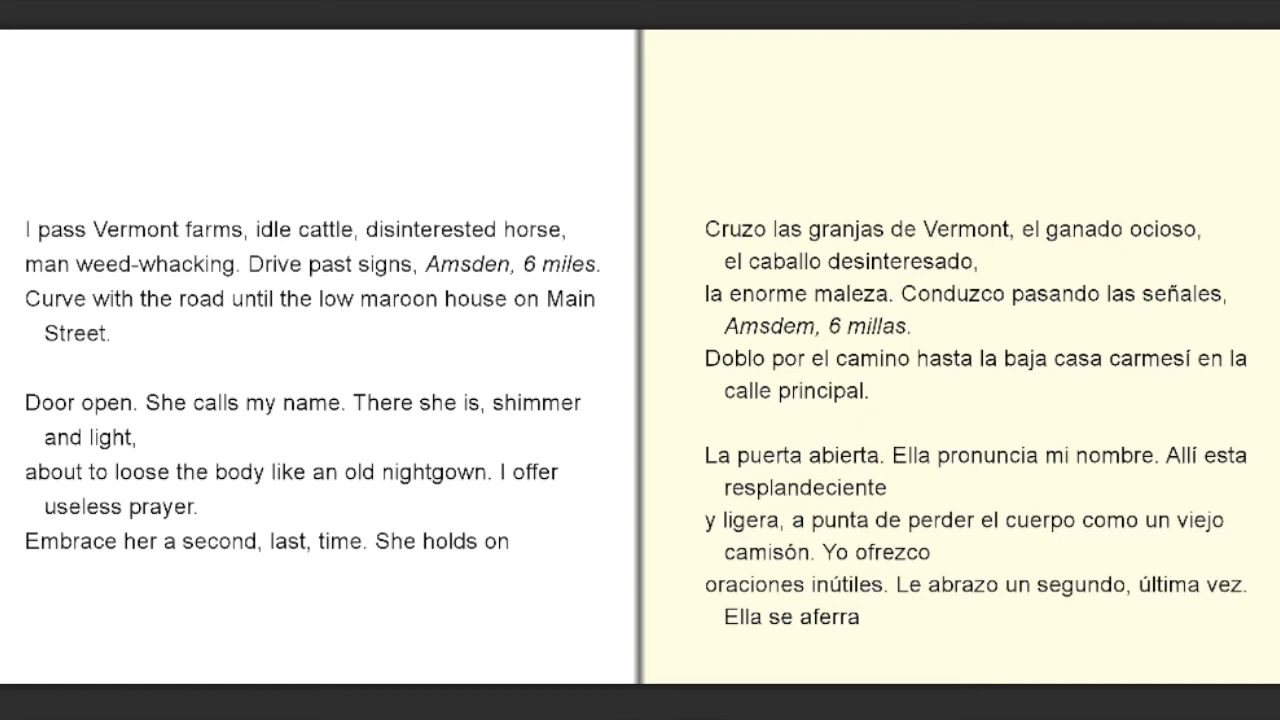 I pass Vermont farms, idle cattle, disinterested horse,
man weed-whacking. Drive past signs, Amsden, 6 miles.
Curve with the road until the low maroon house on Main
Street.
Door open. She calls my name. There she is, shimmer
and light,
about to loose the body like an old nightgown. I offer
useless prayer.
Embrace her a second, last, time. She holds on
Cruzo las granjas de Vermont, el ganado ocioso,
el caballo desinteresado,
la enorme maleza. Conduzco pasando las señales,
Amsdem, 6 millas.
Doblo por el camino hasta la baja casa carmesí en la
calle principal.
La puerta abierta. Ella pronuncia mi nombre. Allí esta
resplandeciente
y ligera, a punta de perder el cuerpo como un viejo
camisón. Yo ofrezco
oraciones inútiles. Le abrazo un segundo, última vez.
Ella se aferra